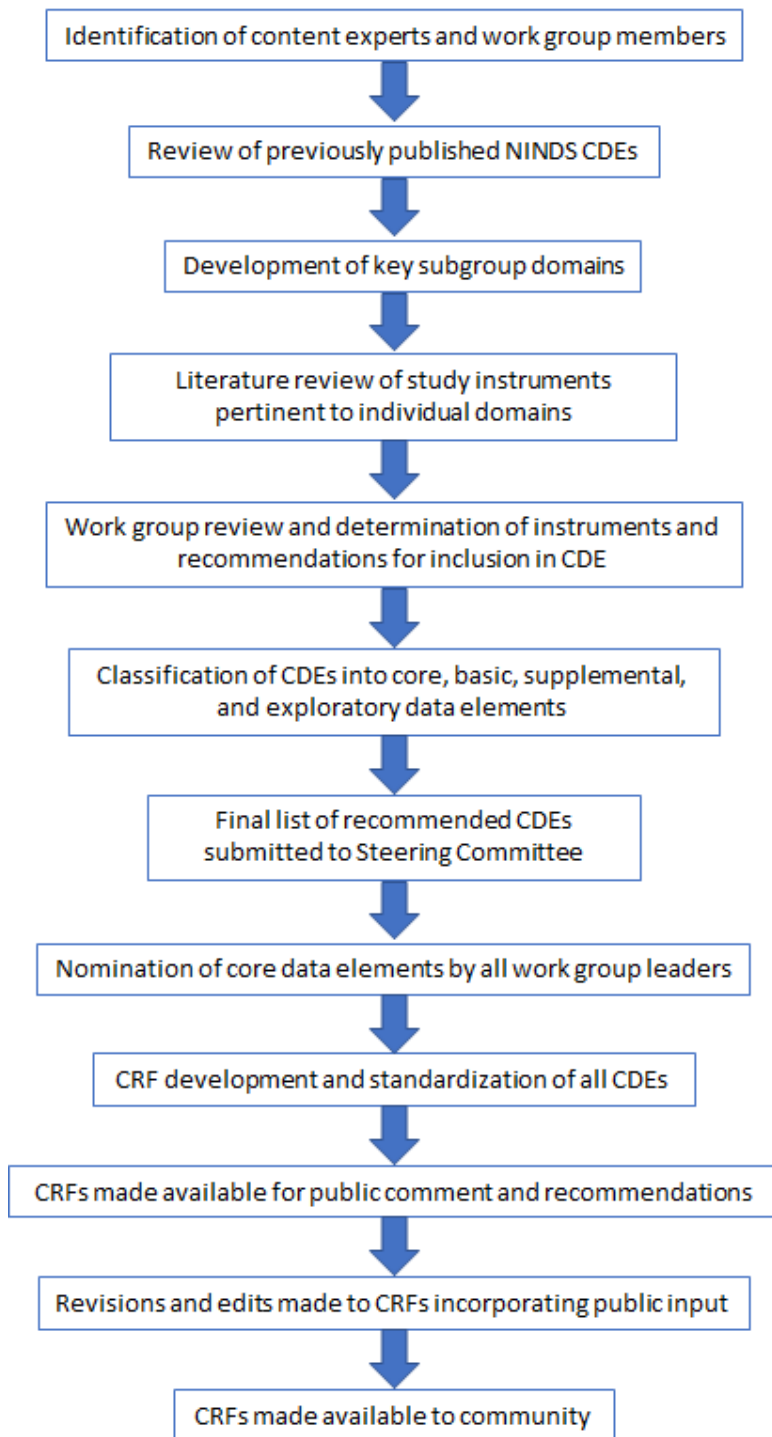 Identification of content experts and work group members
Review of previously published NINDS CDEs
Development of key subgroup domains
Literature review of study instruments
pertinent to individual domains
Work group review and determination of instruments and
recommendations for inclusion in CDE
Classification of CDEs into core, basic, supplemental,
and exploratory data elements
Final list of recommended CDEs
submitted to Steering Committee
Nomination of core data elements by all work group leaders
CRF development and standardization of all CDEs
CRFs made available for public comment and recommendations
Revisions and edits made to CRFs incorporating public input
CRFs made available to community